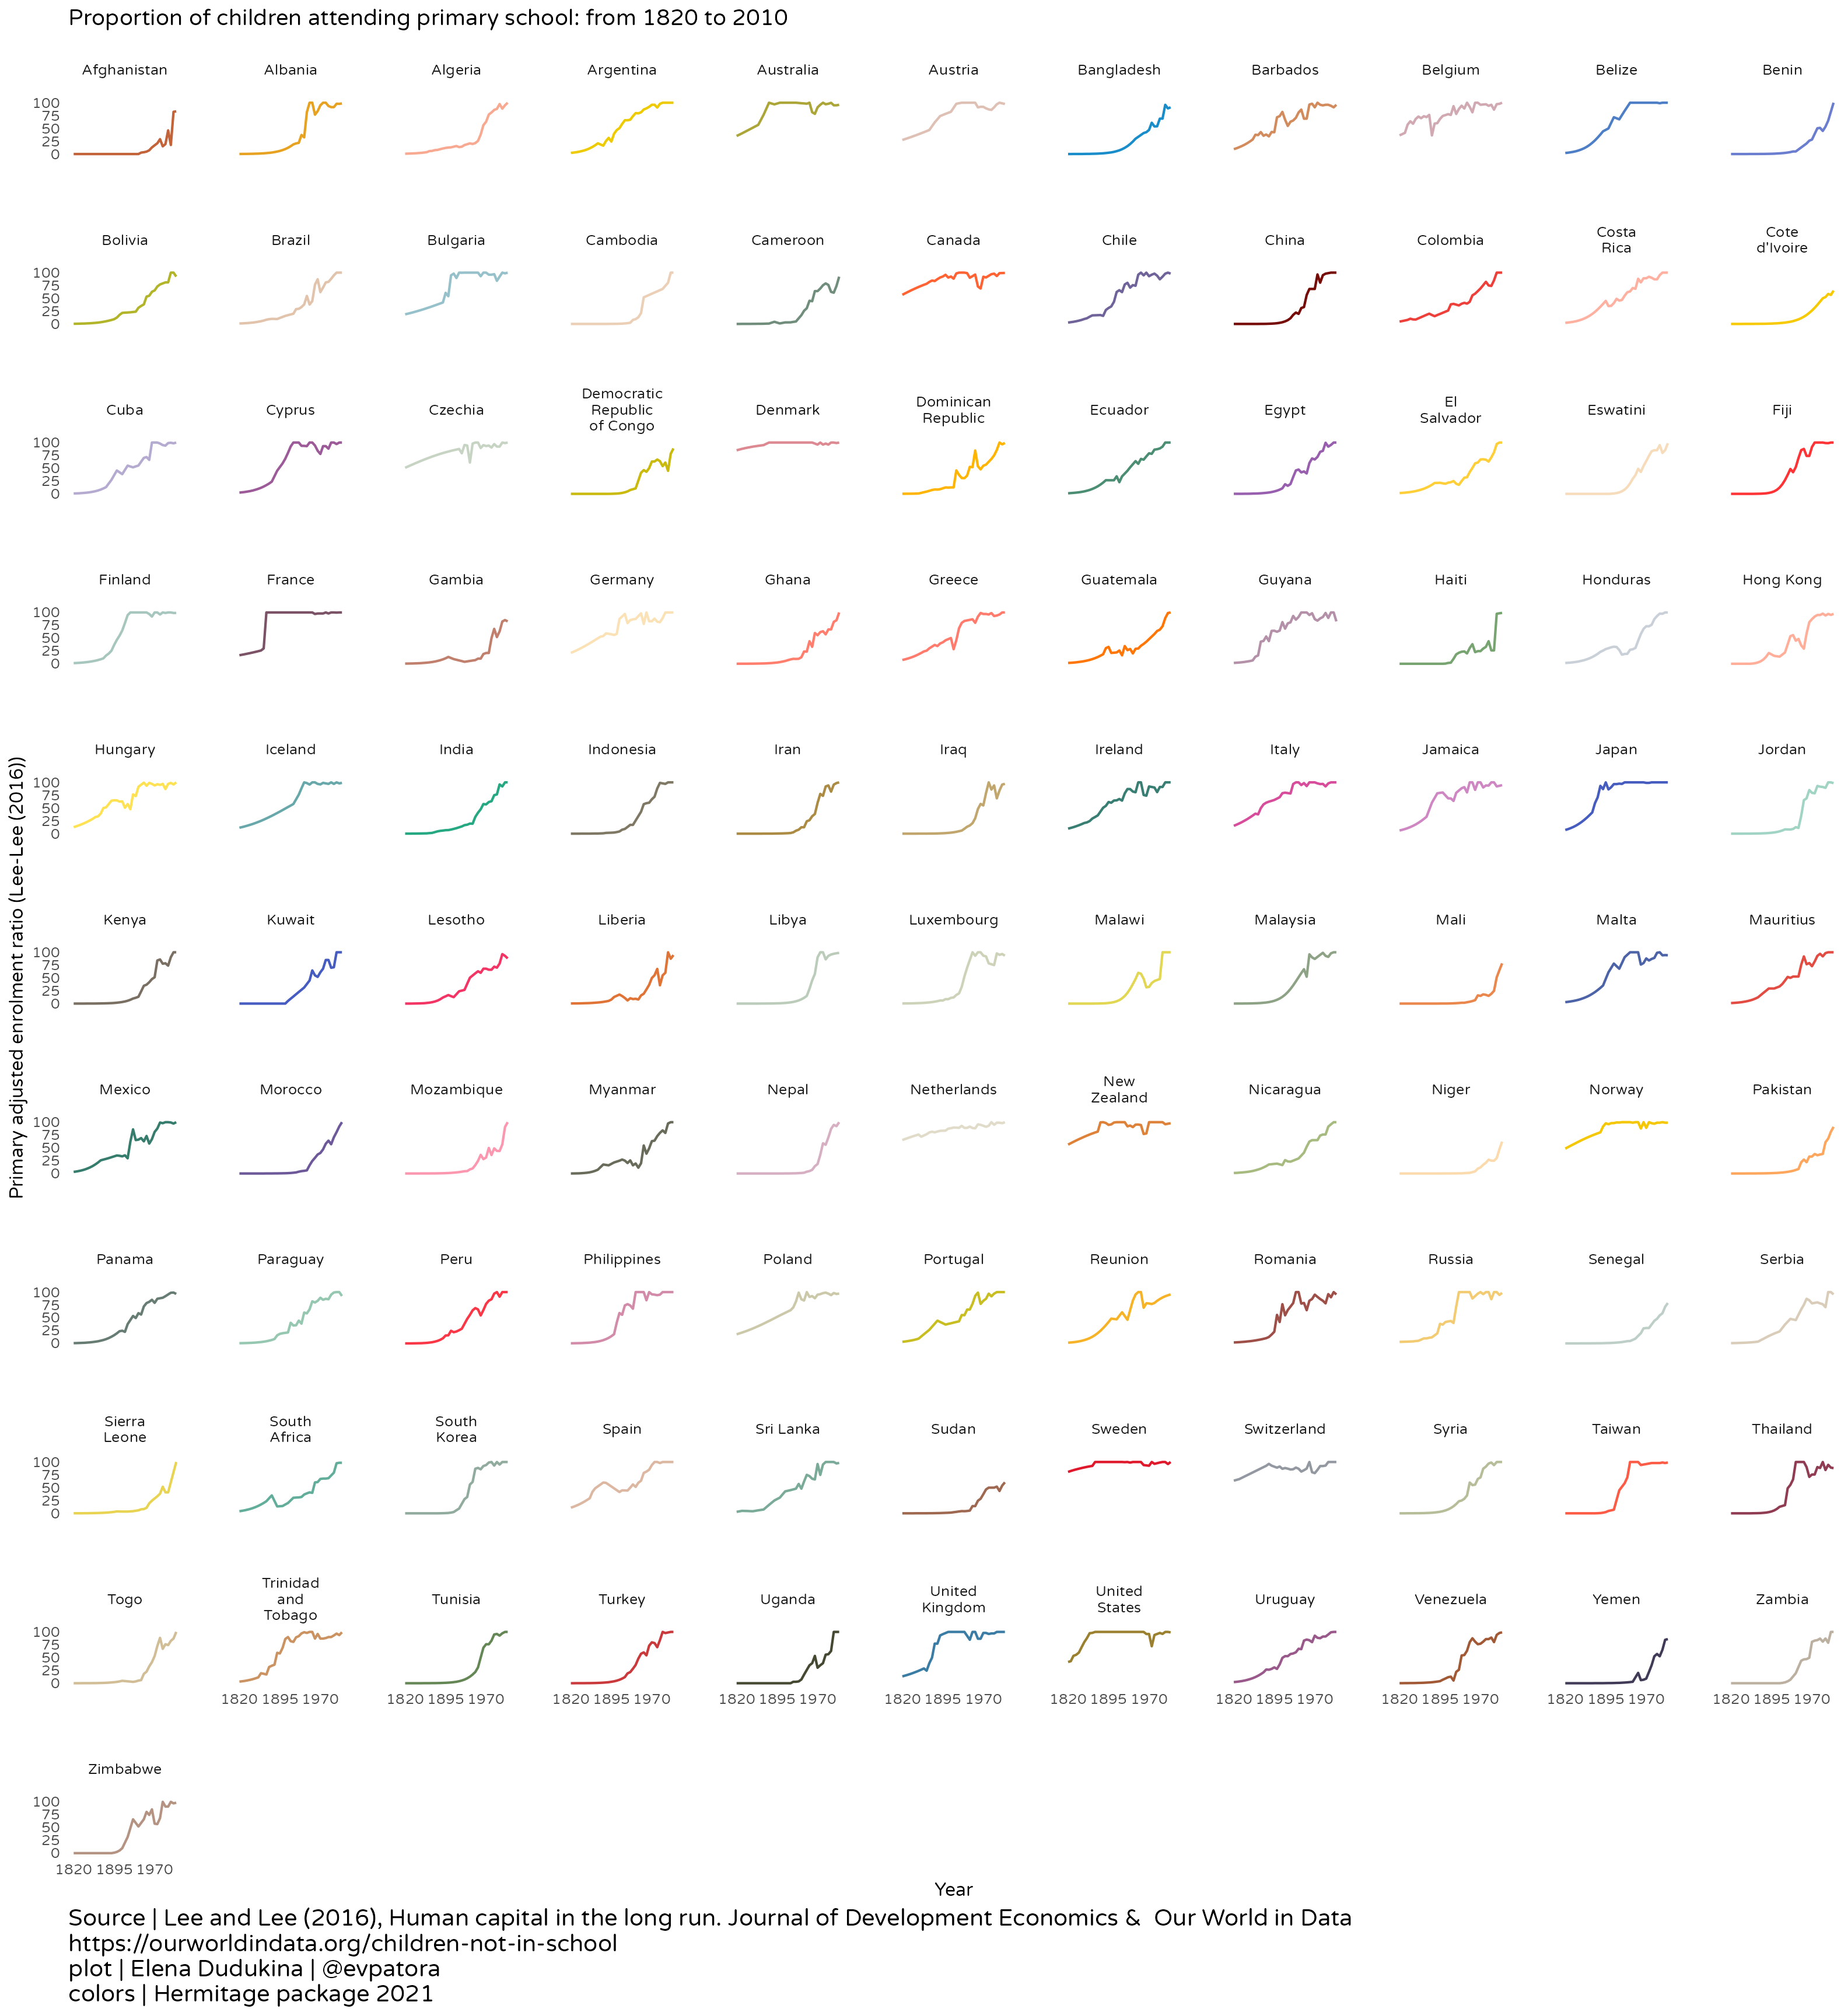 Proportion of children attending primary school: from 1820 to 2010
Afghanistan Albania Algeria Argentina Australia Austria Bangladesh Barbados Belgium Belize Benin
100
75
50
25
0
Bolivia Brazil Bulgaria Cambodia Cameroon Canada Chile China Colombia Costa Rica Cote d'Ivoire
100
75
50
25
0
Cuba Cyprus Czechia Democratic Republic of Congo Denmark Dominican Republic Ecuador Egypt El Salvador Eswatini Fiji
100
75
50
25
0
Finland France Gambia Germany Ghana Greece Guatemala Guyana Haiti Honduras Hong Kong
100
75
50
25
0
Primary adjusted enrolment ratio (Lee-Lee (2016))
Hungary Iceland India Indonesia Iran Iraq Ireland Italy Jamaica Japan Jordan
100
75
50
25
0
Kenya Kuwait Lesotho Liberia Libya Luxembourg Malawi Malaysia Mali Malta Mauritius
100
75
50
25
0
Mexico Morocco Mozambique Myanmar Nepal Netherlands New Zealand Nicaragua Niger Norway Pakistan
100
75
50
25
0
Panama Paraguay Peru Philippines Poland Portugal Reunion Romania Russia Senegal Serbia
100
75
50
25
0
Sierra Leone South Africa South Korea Spain Sri Lanka Sudan Sweden Switzerland Syria Taiwan Thailand
100
75
50
25
0
Togo Trinidad and Tobago Tunisia Turkey Uganda United Kingdom United States Uruguay Venezuela Yemen Zambia
100
75
50
25
0
1820 1895 1970 1820 1895 1970 1820 1895 1970 1820 1895 1970 1820 1895 1970 1820 1895 1970 1820 1895 1970 1820 1895 1970 1820 1895 1970 1820 1895 1970
Zimbabwe
100
75
50
25
0
1820 1895 1970
Year
Source | Lee and Lee (2016), Human capital in the long run. Journal of Development Economics &  Our World in Data
https://ourworldindata.org/children-not-in-school
plot | Elena Dudukina | @evpatora
colors | Hermitage package 2021